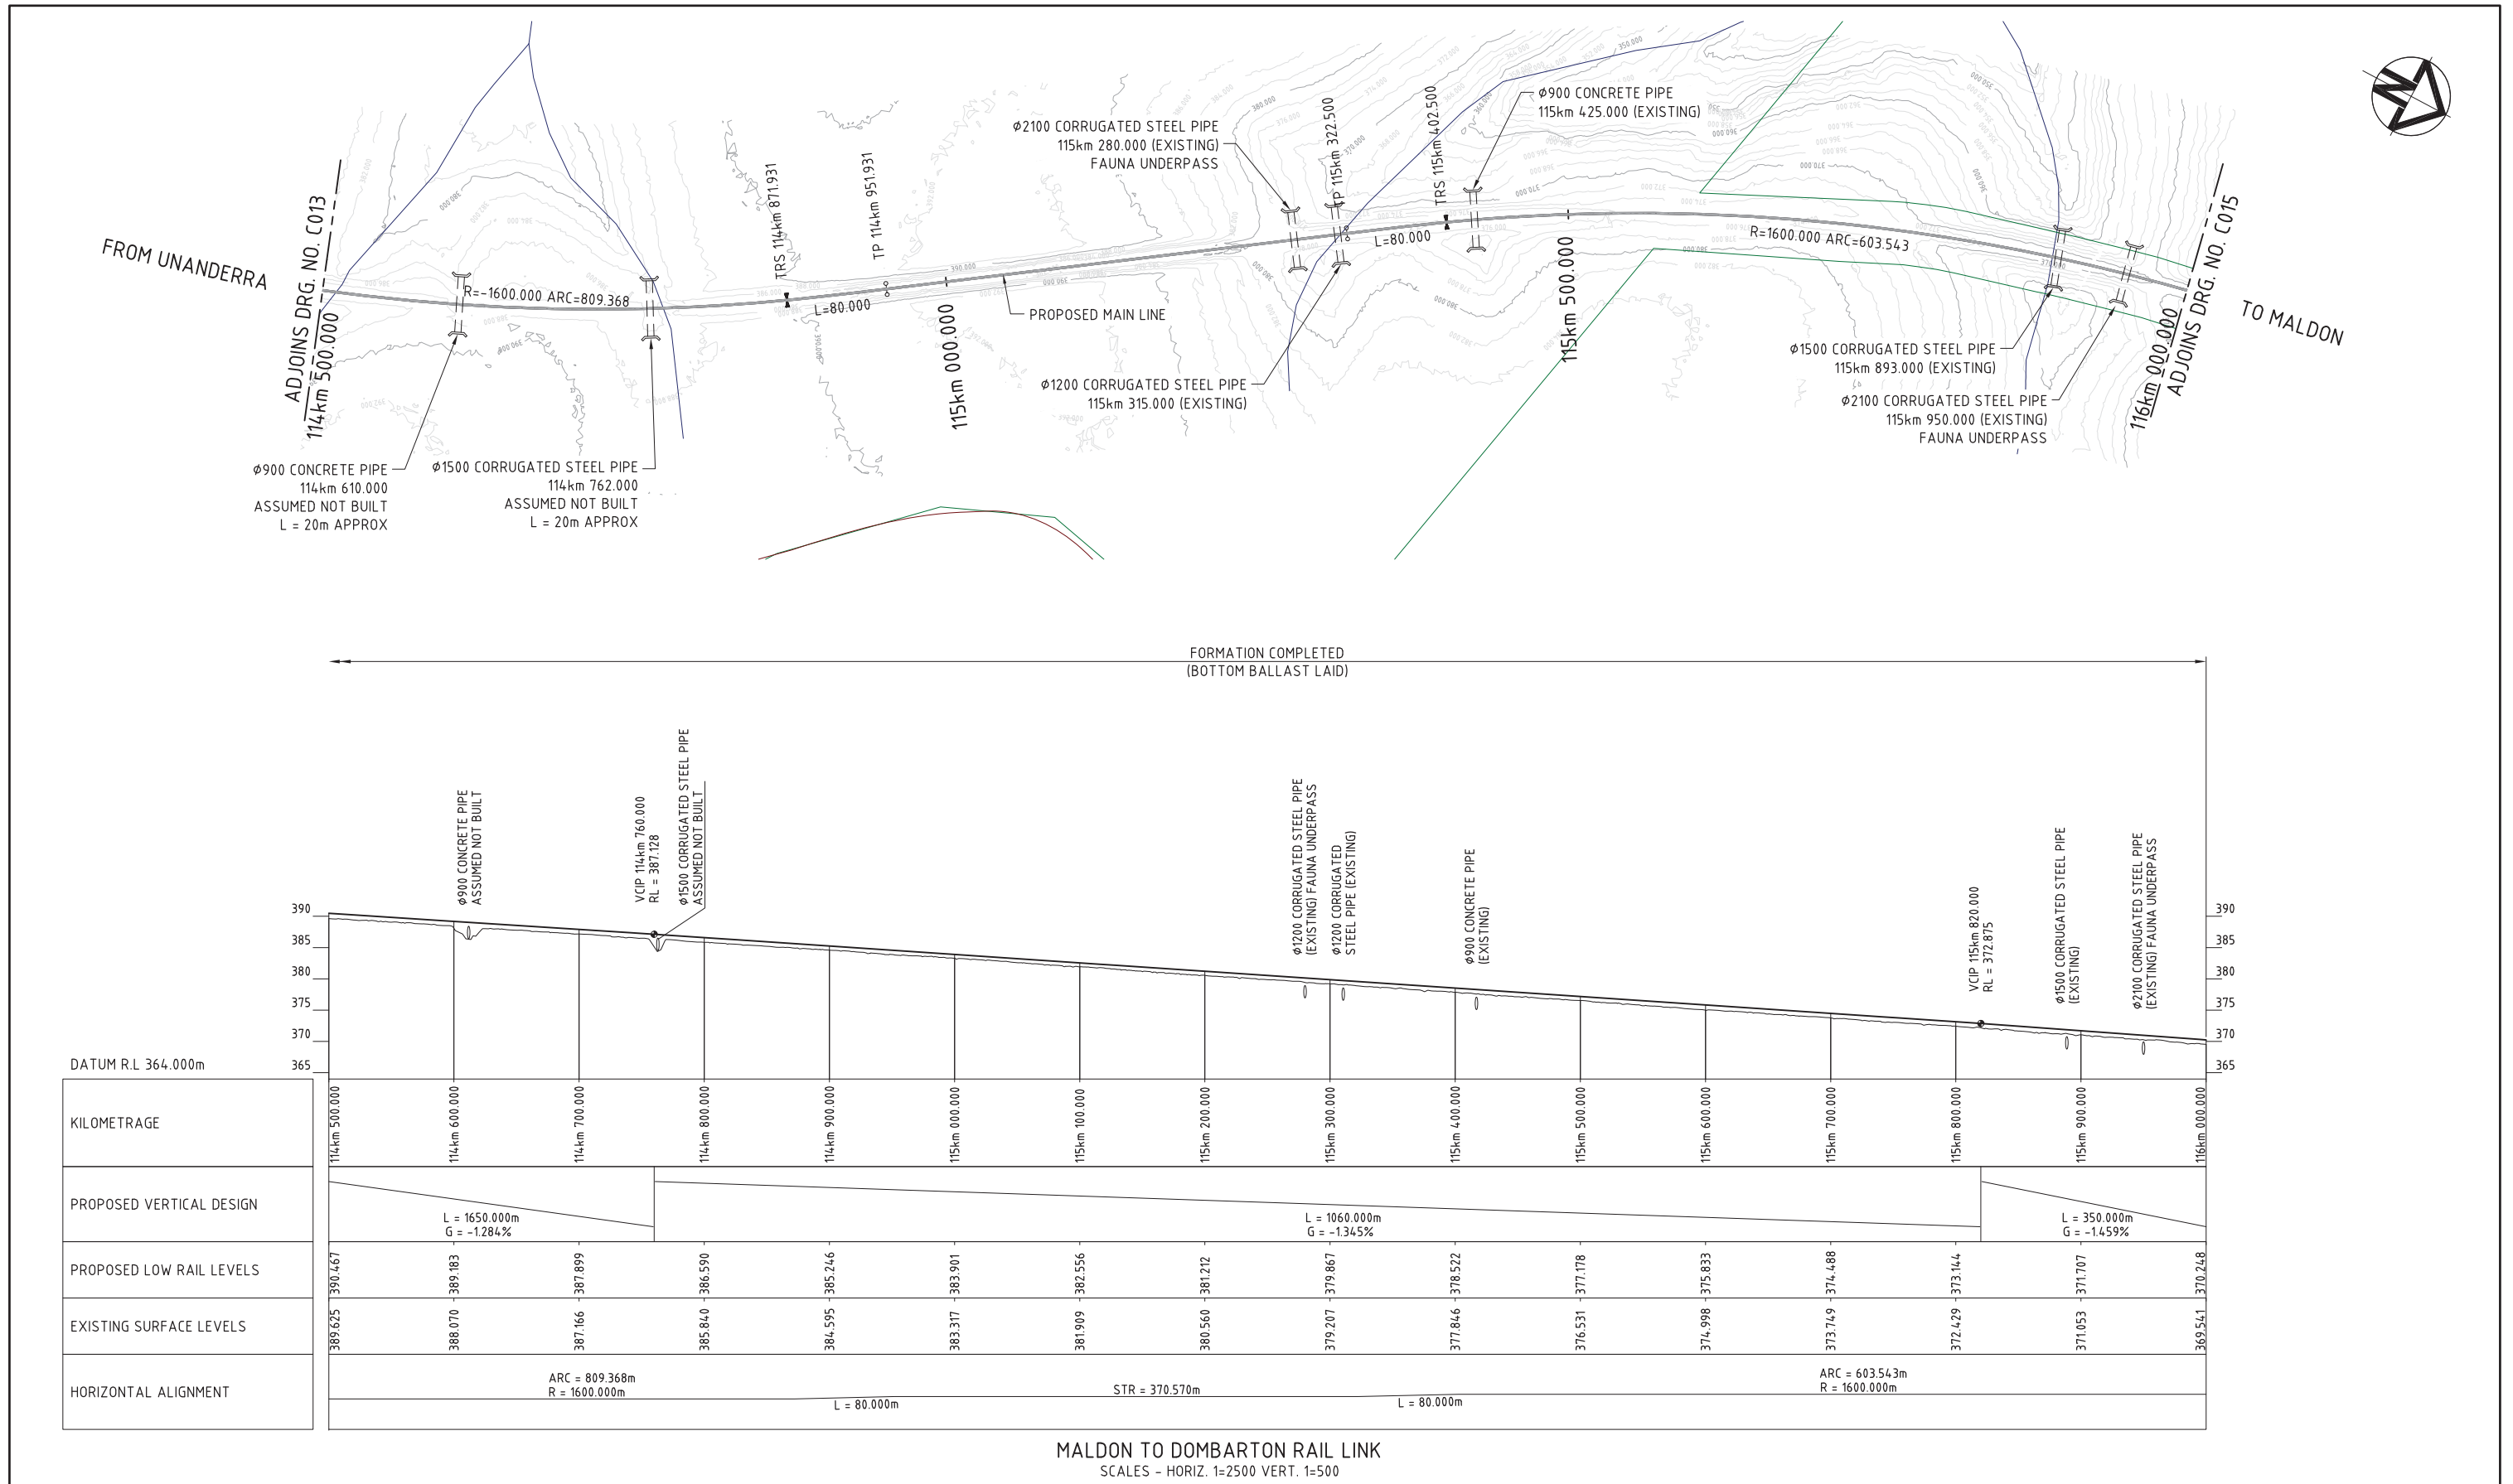 FROM UNANDERRA
ADJOINS DRG. NO. C013
114km 500.000
R=-1600.000 ARC=809.368
Ø900 CONCRETE PIPE
114km 610.000
ASSUMED NOT BUILT
L = 20m APPROX
Ø1500 CORRUGATED STEEL PIPE
114km 762.000
ASSUMED NOT BUILT
L = 20m APPROX
TRS 114km 871.931
L=80.000
TP 114km 951.931
115km 000.000
PROPOSED MAIN LINE
Ø2100 CORRUGATED STEEL PIPE
115km 280.000 (EXISTING)
FAUNA UNDERPASS
Ø1200 CORRUGATED STEEL PIPE
115km 315.000 (EXISTING)
TP 115km 322.500
L=80.000
TRS 115km 402.500
Ø900 CONCRETE PIPE
115km 425.000 (EXISTING)
115km 500.000
R=1600.000 ARC=603.543
Ø1500 CORRUGATED STEEL PIPE
115km 893.000 (EXISTING)
Ø2100 CORRUGATED STEEL PIPE
115km 950.000 (EXISTING)
FAUNA UNDERPASS
116km 000.000
ADJOINS DRG. NO. C015
TO MALDON
N
FORMATION COMPLETED
(BOTTOM BALLAST LAID)
Ø900 CONCRETE PIPE
ASSUMED NOT BUILT
VCIP 114km 760.000
RL = 387.128
Ø1500 CORRUGATED STEEL PIPE
ASSUMED NOT BUILT
Ø1200 CORRUGATED STEEL PIPE
(EXISTING) FAUNA UNDERPASS
Ø1200 CORRUGATED
STEEL PIPE (EXISTING)
Ø900 CONCRETE PIPE
(EXISTING)
VCIP 115km 820.000
RL = 372.875
Ø1500 CORRUGATED STEEL PIPE
(EXISTING)
Ø2100 CORRUGATED STEEL PIPE
(EXISTING) FAUNA UNDERPASS
390 390
385 385
380 380
375 375
370 370
365 365
DATUM R.L 364.000m
KILOMETRAGE
114km 500.000 114km 600.000 114km 700.000 114km 800.000 114km 900.000 115km 000.000 115km 100.000 115km 200.000 115km 300.000 115km 400.000 115km 500.000 115km 600.000 115km 700.000 115km 800.000 115km 900.000 116km 000.000
PROPOSED VERTICAL DESIGN
L = 1650.000m
G = -1.284%
L = 1060.000m
G = -1.345%
L = 350.000m
G = -1.459%
PROPOSED LOW RAIL LEVELS
390.467 389.183 387.899 386.590 385.246 383.901 382.556 381.212 379.867 378.522 377.178 375.833 374.488 373.144 371.707 370.248
EXISTING SURFACE LEVELS
389.625 388.070 387.166 385.840 384.595 383.317 381.909 380.560 379.207 377.846 376.531 374.998 373.749 372.429 371.053 369.541
HORIZONTAL ALIGNMENT
ARC = 809.368m
R = 1600.000m
L = 80.000m
STR = 370.570m
L = 80.000m
ARC = 603.543m
R = 1600.000m
MALDON TO DOMBARTON RAIL LINK
SCALES - HORIZ. 1=2500 VERT. 1=500